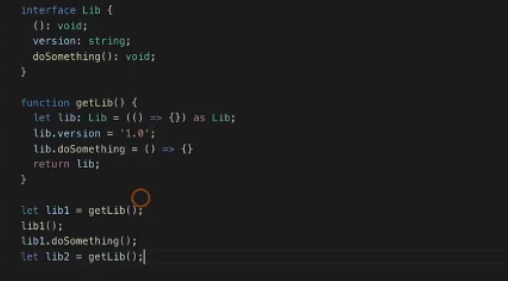 interface Lib {
  (): void;
  version: string;
  doSomething(): void;
}

function getLib() {
  let lib: Lib = (() => {}) as Lib;
  lib.version = '1.0';
  lib.doSomething = () => {}
  return lib;
}

let lib1 = getLib();
lib1();
lib1.doSomething();
let lib2 = getLib();